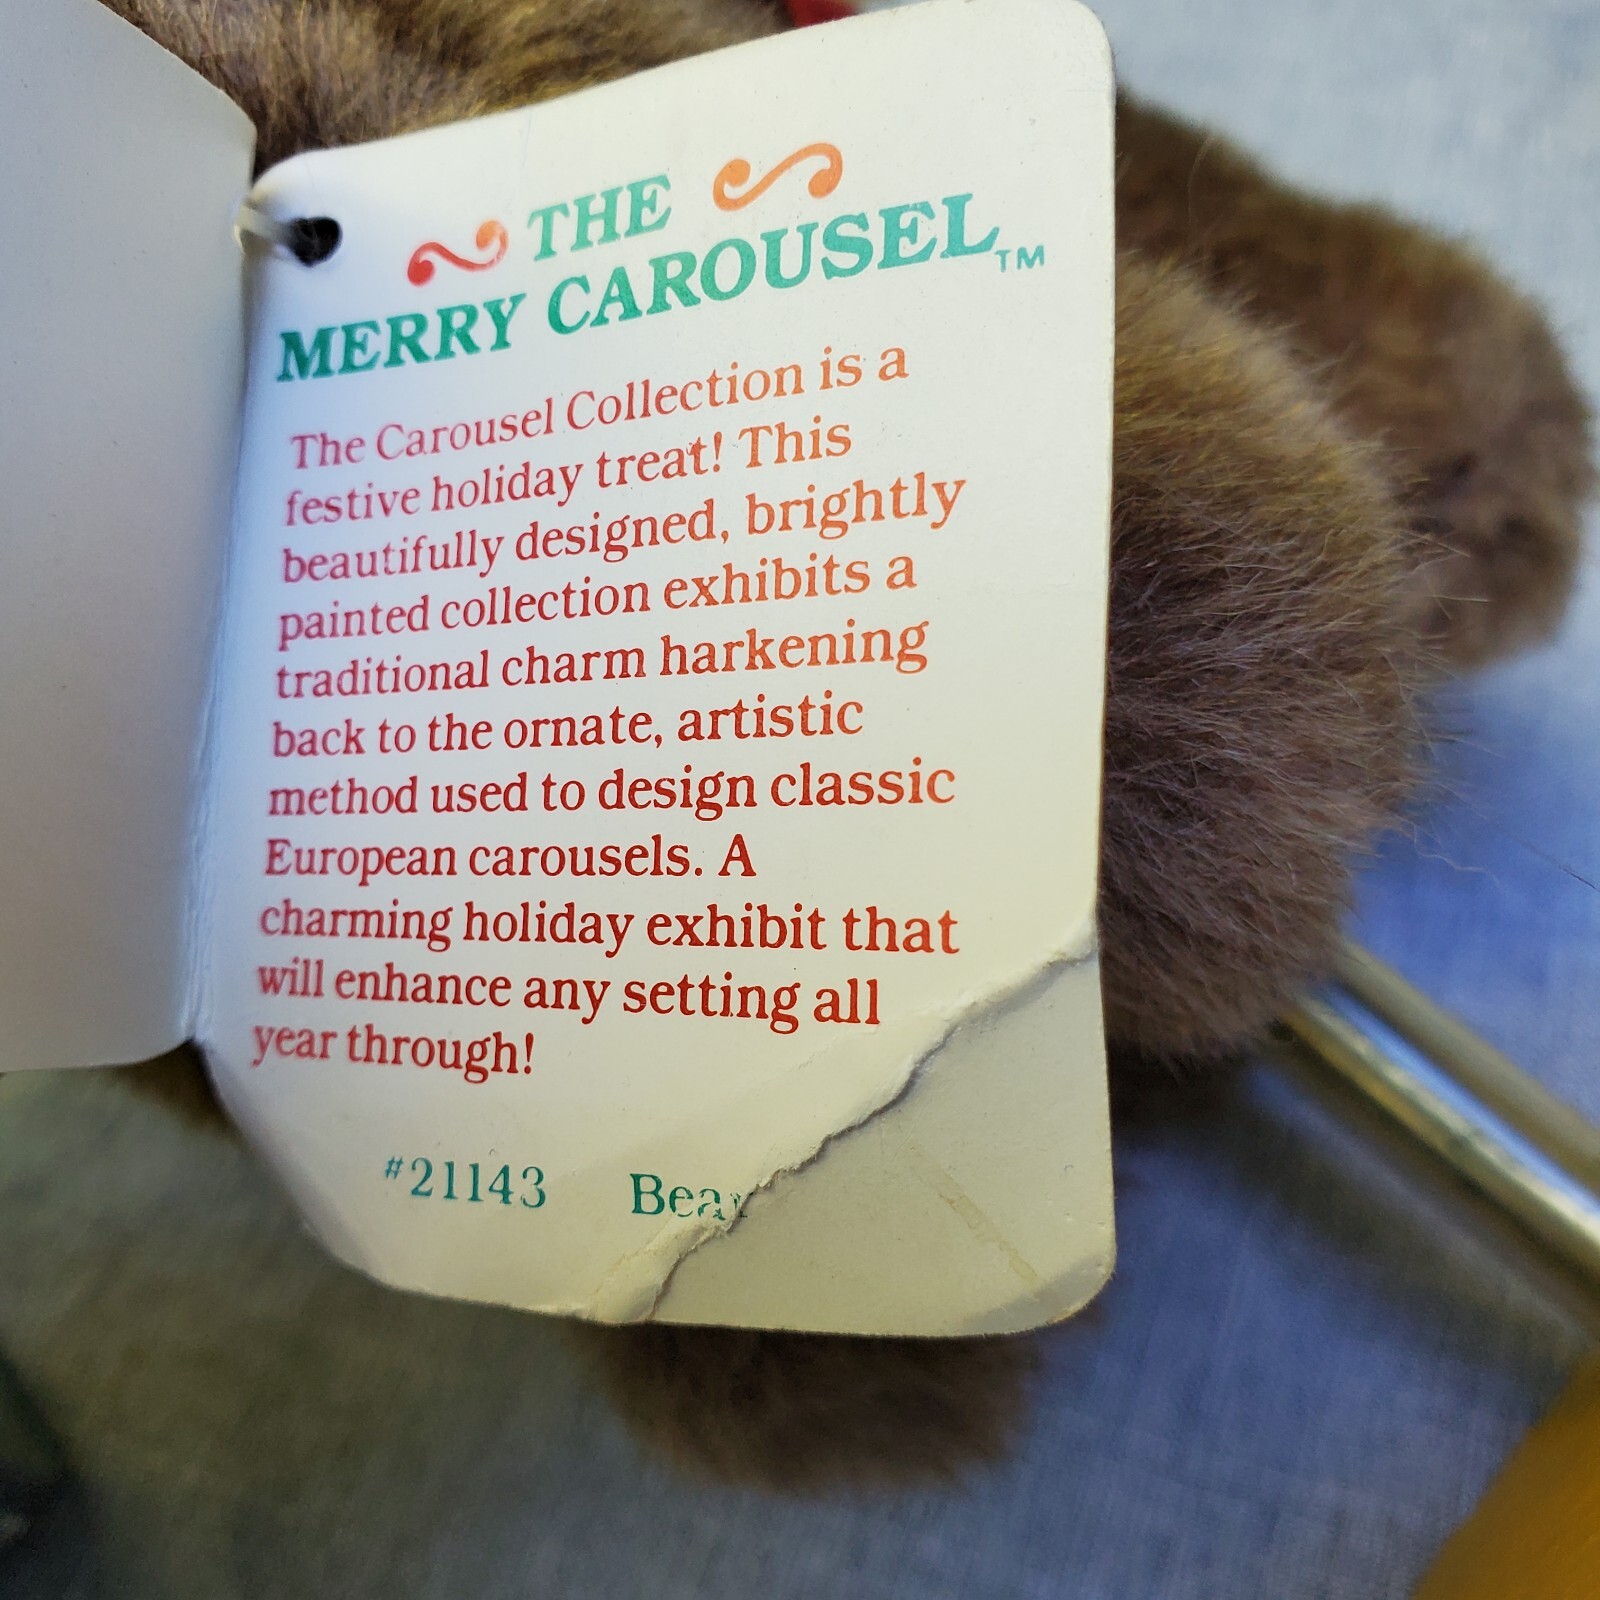 THE
MERRY CAROUSEL™
The Carousel Collection is a
festive holiday treat! This
beautifully designed, brightly
painted collection exhibits a
traditional charm harkening
back to the ornate, artistic
method used to design classic
European carousels. A
charming holiday exhibit that
will enhance any setting all
year through!
#21143 Bear